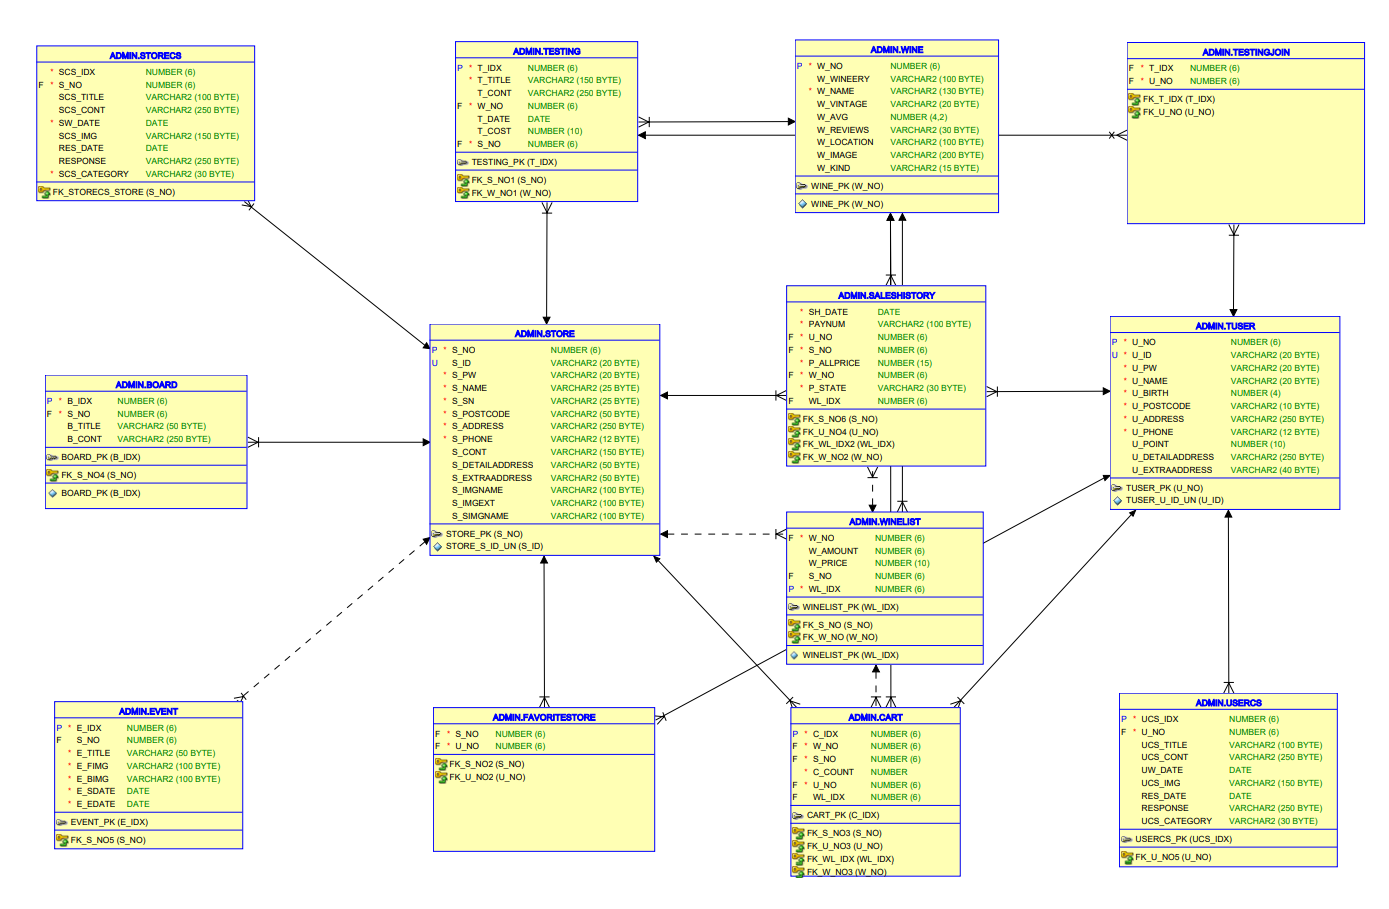 ADMIN.STORECS
* SCS_IDX NUMBER (6)
F * S_NO NUMBER (6)
SCS_TITLE VARCHAR2 (100 BYTE)
SCS_CONT VARCHAR2 (250 BYTE)
* SW_DATE DATE
SCS_IMG VARCHAR2 (150 BYTE)
RES_DATE DATE
RESPONSE VARCHAR2 (250 BYTE)
* SCS_CATEGORY VARCHAR2 (30 BYTE)
FK_STORECS_STORE (S_NO)
ADMIN.TESTING
P * T_IDX NUMBER (6)
* T_TITLE VARCHAR2 (150 BYTE)
T_CONT VARCHAR2 (250 BYTE)
F * W_NO NUMBER (6)
T_DATE DATE
T_COST NUMBER (10)
F * S_NO NUMBER (6)
TESTING_PK (T_IDX)
FK_S_NO1 (S_NO)
FK_W_NO1 (W_NO)
ADMIN.WINE
P * W_NO NUMBER (6)
W_WINEERY VARCHAR2 (100 BYTE)
* W_NAME VARCHAR2 (130 BYTE)
W_VINTAGE VARCHAR2 (20 BYTE)
W_AVG NUMBER (4,2)
W_REVIEWS VARCHAR2 (30 BYTE)
W_LOCATION VARCHAR2 (100 BYTE)
W_IMAGE VARCHAR2 (200 BYTE)
W_KIND VARCHAR2 (15 BYTE)
WINE_PK (W_NO)
WINE_PK (W_NO)
ADMIN.TESTINGJOIN
F * T_IDX NUMBER (6)
F * U_NO NUMBER (6)
FK_T_IDX (T_IDX)
FK_U_NO (U_NO)
ADMIN.BOARD
P * B_IDX NUMBER (6)
F * S_NO NUMBER (6)
B_TITLE VARCHAR2 (50 BYTE)
B_CONT VARCHAR2 (250 BYTE)
BOARD_PK (B_IDX)
FK_S_NO4 (S_NO)
BOARD_PK (B_IDX)
ADMIN.STORE
P * S_NO NUMBER (6)
U S_ID VARCHAR2 (20 BYTE)
* S_PW VARCHAR2 (20 BYTE)
* S_NAME VARCHAR2 (25 BYTE)
* S_SN VARCHAR2 (25 BYTE)
* S_POSTCODE VARCHAR2 (50 BYTE)
* S_ADDRESS VARCHAR2 (250 BYTE)
* S_PHONE VARCHAR2 (12 BYTE)
S_CONT VARCHAR2 (150 BYTE)
S_DETAILADDRESS VARCHAR2 (50 BYTE)
S_EXTRAADDRESS VARCHAR2 (50 BYTE)
S_IMGNAME VARCHAR2 (100 BYTE)
S_IMGEXT VARCHAR2 (100 BYTE)
S_SIMGNAME VARCHAR2 (100 BYTE)
STORE_PK (S_NO)
STORE_S_ID_UN (S_ID)
ADMIN.SALESHISTORY
* SH_DATE DATE
* PAYNUM VARCHAR2 (100 BYTE)
F * U_NO NUMBER (6)
F * S_NO NUMBER (6)
* P_ALLPRICE NUMBER (15)
F * W_NO NUMBER (6)
* P_STATE VARCHAR2 (30 BYTE)
F WL_IDX NUMBER (6)
FK_S_NO6 (S_NO)
FK_U_NO4 (U_NO)
FK_WL_IDX2 (WL_IDX)
FK_W_NO2 (W_NO)
ADMIN.TUSER
P * U_NO NUMBER (6)
U * U_ID VARCHAR2 (20 BYTE)
* U_PW VARCHAR2 (20 BYTE)
* U_NAME VARCHAR2 (20 BYTE)
* U_BIRTH NUMBER (4)
* U_POSTCODE VARCHAR2 (10 BYTE)
* U_ADDRESS VARCHAR2 (250 BYTE)
* U_PHONE VARCHAR2 (12 BYTE)
U_POINT NUMBER (10)
U_DETAILADDRESS VARCHAR2 (250 BYTE)
U_EXTRAADDRESS VARCHAR2 (40 BYTE)
TUSER_PK (U_NO)
TUSER_U_ID_UN (U_ID)
ADMIN.WINELIST
F * W_NO NUMBER (6)
W_AMOUNT NUMBER (6)
W_PRICE NUMBER (10)
F S_NO NUMBER (6)
P * WL_IDX NUMBER (6)
WINELIST_PK (WL_IDX)
FK_S_NO (S_NO)
FK_W_NO (W_NO)
WINELIST_PK (WL_IDX)
ADMIN.EVENT
P * E_IDX NUMBER (6)
F S_NO NUMBER (6)
* E_TITLE VARCHAR2 (50 BYTE)
* E_FIMG VARCHAR2 (100 BYTE)
* E_BIMG VARCHAR2 (100 BYTE)
* E_SDATE DATE
* E_EDATE DATE
EVENT_PK (E_IDX)
FK_S_NO5 (S_NO)
ADMIN.FAVORITESTORE
F * S_NO NUMBER (6)
F * U_NO NUMBER (6)
FK_S_NO2 (S_NO)
FK_U_NO2 (U_NO)
ADMIN.CART
P * C_IDX NUMBER (6)
F * W_NO NUMBER (6)
F * S_NO NUMBER (6)
* C_COUNT NUMBER
F * U_NO NUMBER (6)
F WL_IDX NUMBER (6)
CART_PK (C_IDX)
FK_S_NO3 (S_NO)
FK_U_NO3 (U_NO)
FK_WL_IDX (WL_IDX)
FK_W_NO3 (W_NO)
ADMIN.USERCS
P * UCS_IDX NUMBER (6)
F * U_NO NUMBER (6)
UCS_TITLE VARCHAR2 (100 BYTE)
UCS_CONT VARCHAR2 (250 BYTE)
UW_DATE DATE
UCS_IMG VARCHAR2 (150 BYTE)
RES_DATE DATE
RESPONSE VARCHAR2 (250 BYTE)
UCS_CATEGORY VARCHAR2 (30 BYTE)
USERCS_PK (UCS_IDX)
FK_U_NO5 (U_NO)